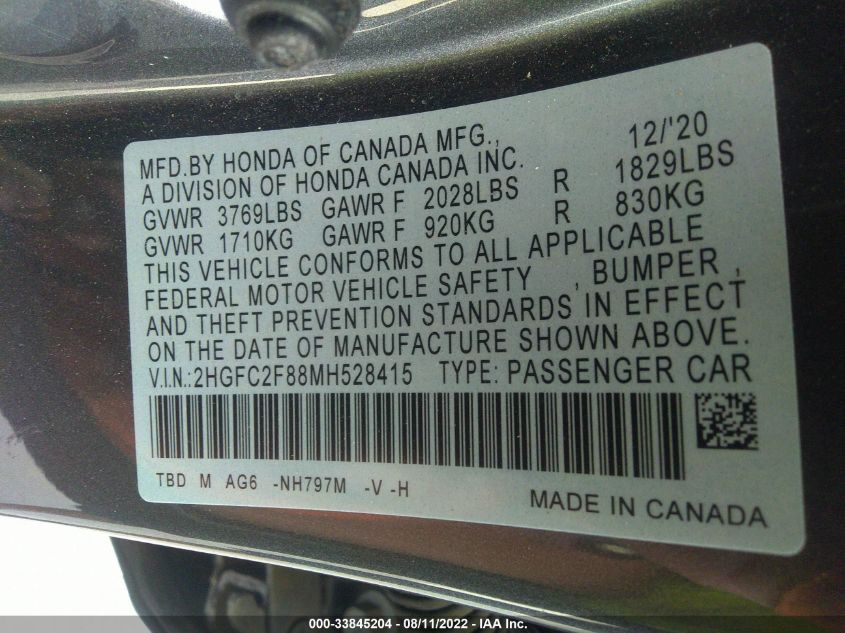 MFD.BY HONDA OF CANADA MFG., 12/'20
A DIVISION OF HONDA CANADA INC.
GVWR 3769LBS GAWR F 2028LBS R 1829LBS
GVWR 1710KG GAWR F 920KG R 830KG
THIS VEHICLE CONFORMS TO ALL APPLICABLE
FEDERAL MOTOR VEHICLE SAFETY , BUMPER ,
AND THEFT PREVENTION STANDARDS IN EFFECT
ON THE DATE OF MANUFACTURE SHOWN ABOVE.
V.I.N.:2HGFC2F88MH528415 TYPE: PASSENGER CAR
TBD M AG6 -NH797M -V -H MADE IN CANADA
000-33845204 - 08/11/2022 - IAA Inc.